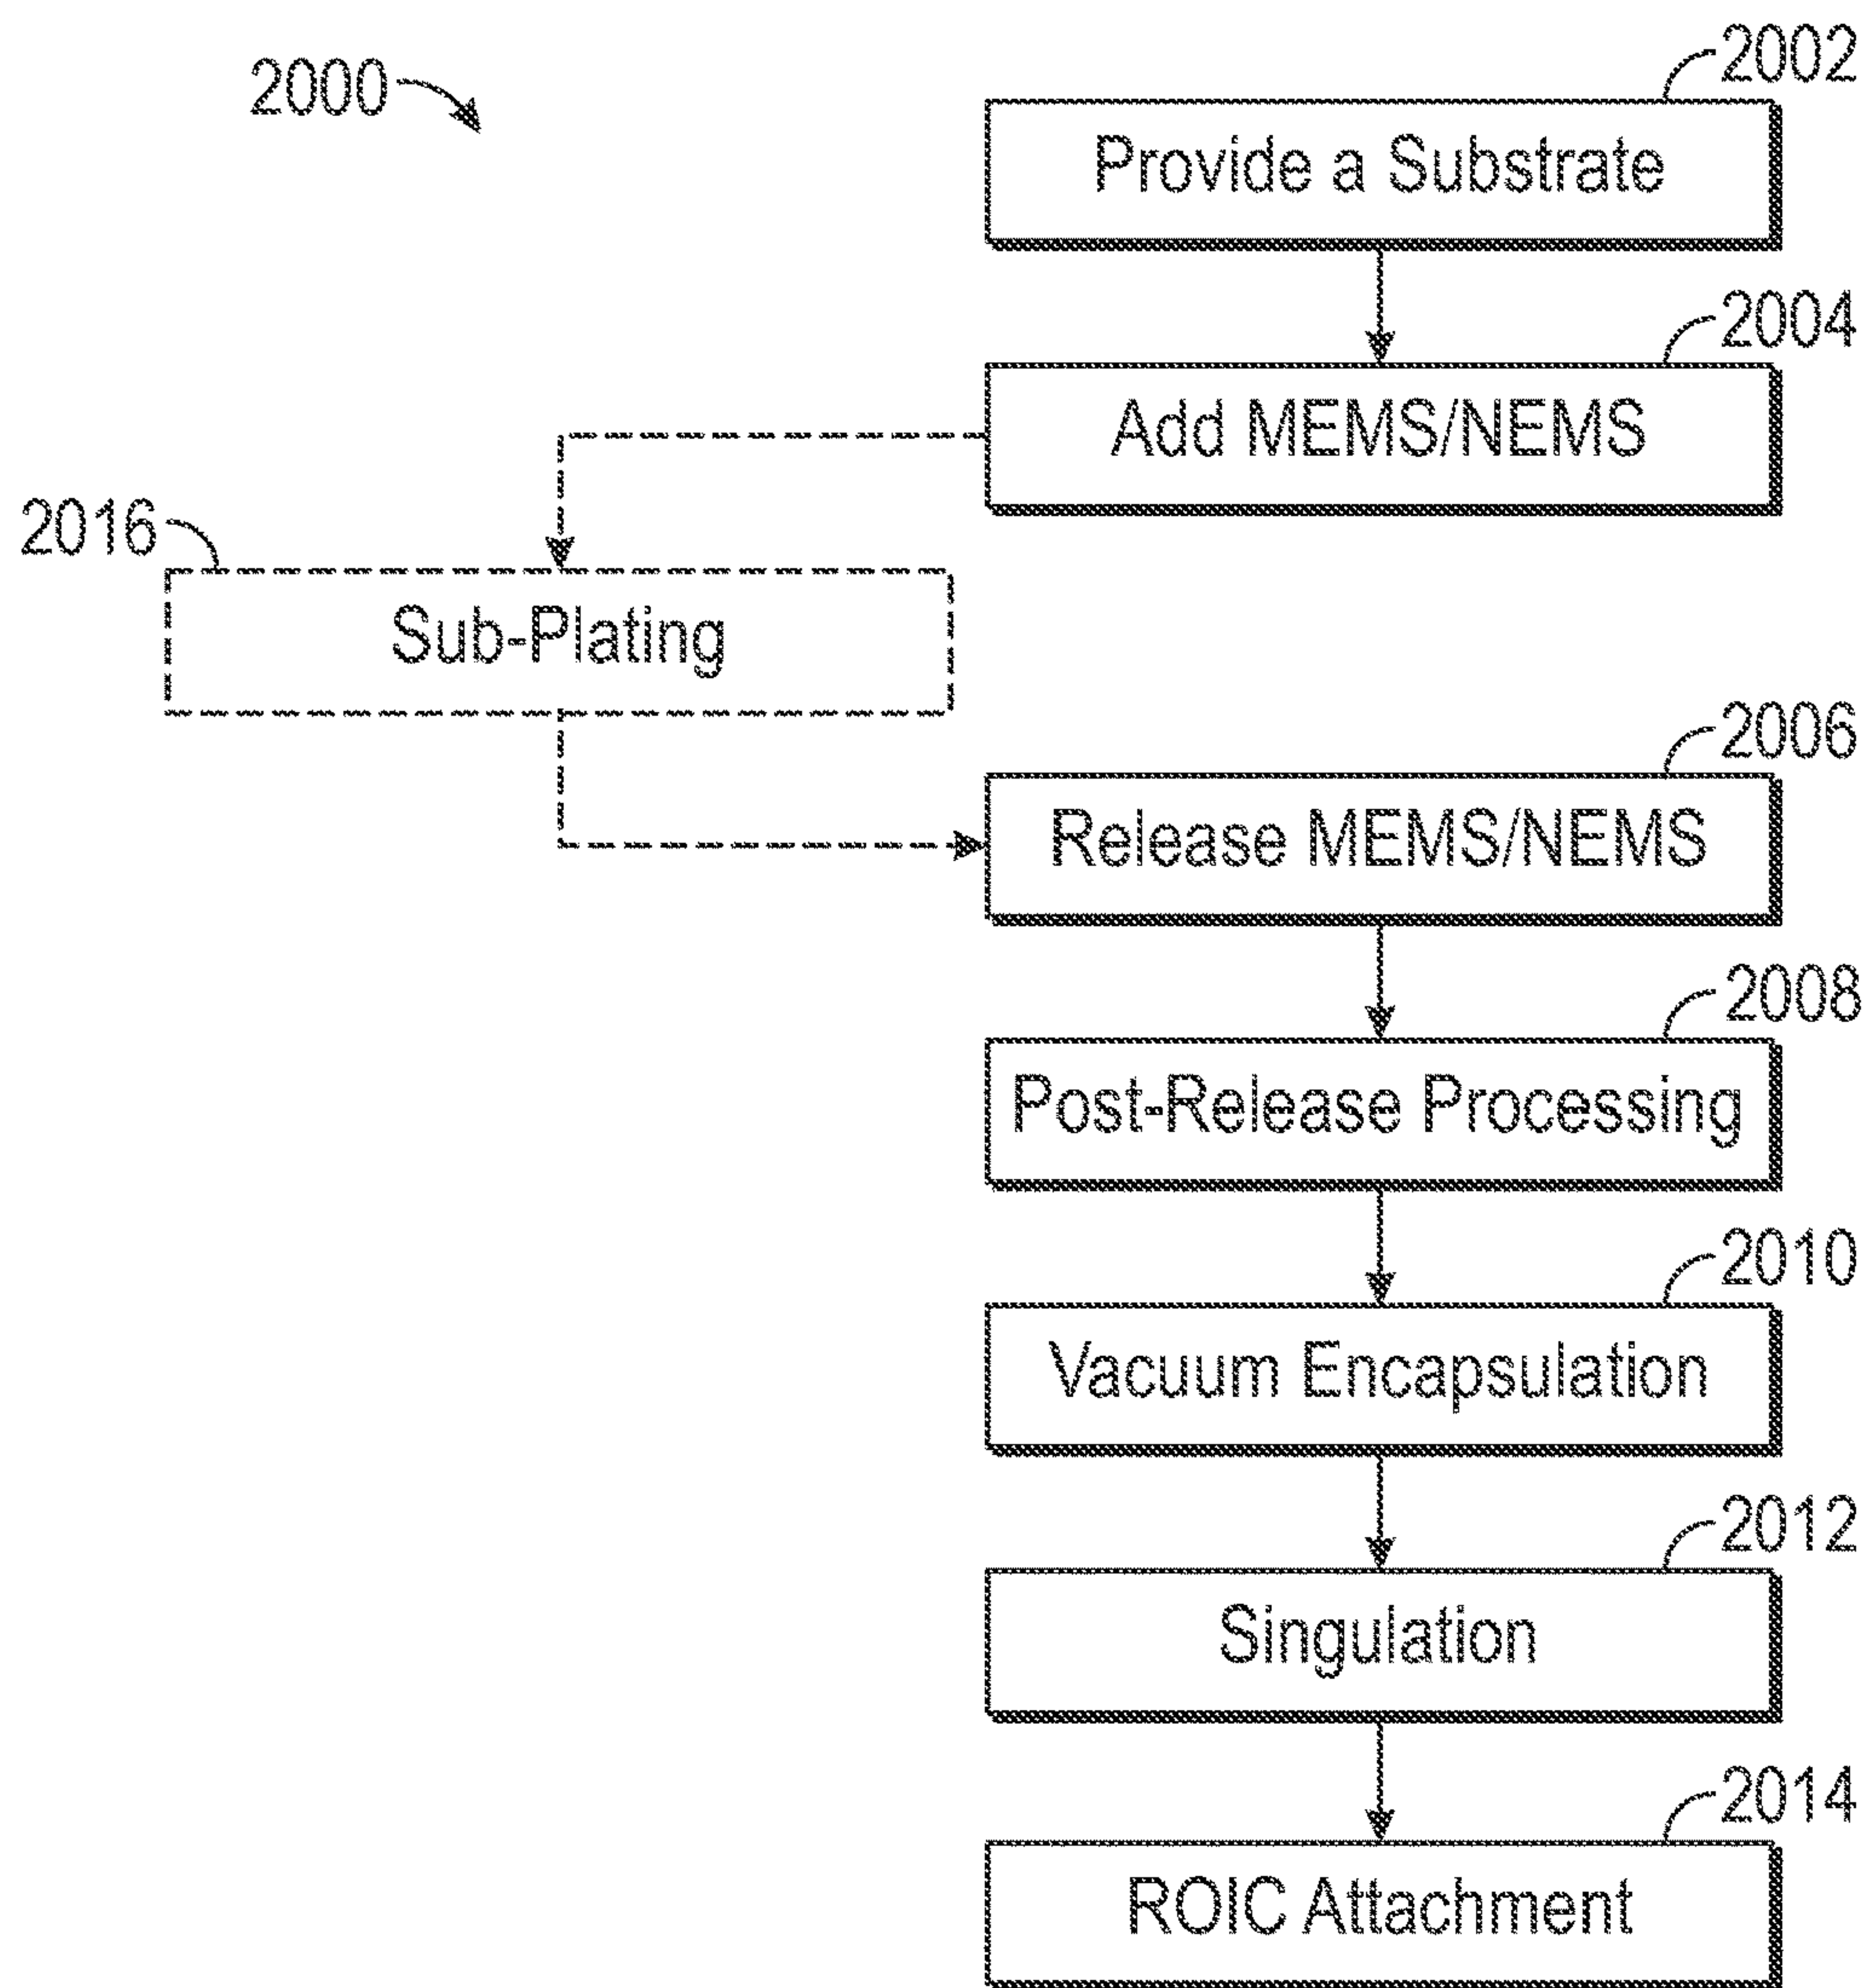 2000
2002
Provide a Substrate
2004
Add MEMS/NEMS
2016
Sub-Plating
2006
Release MEMS/NEMS
2008
Post-Release Processing
2010
Vacuum Encapsulation
2012
Singulation
2014
ROIC Attachment